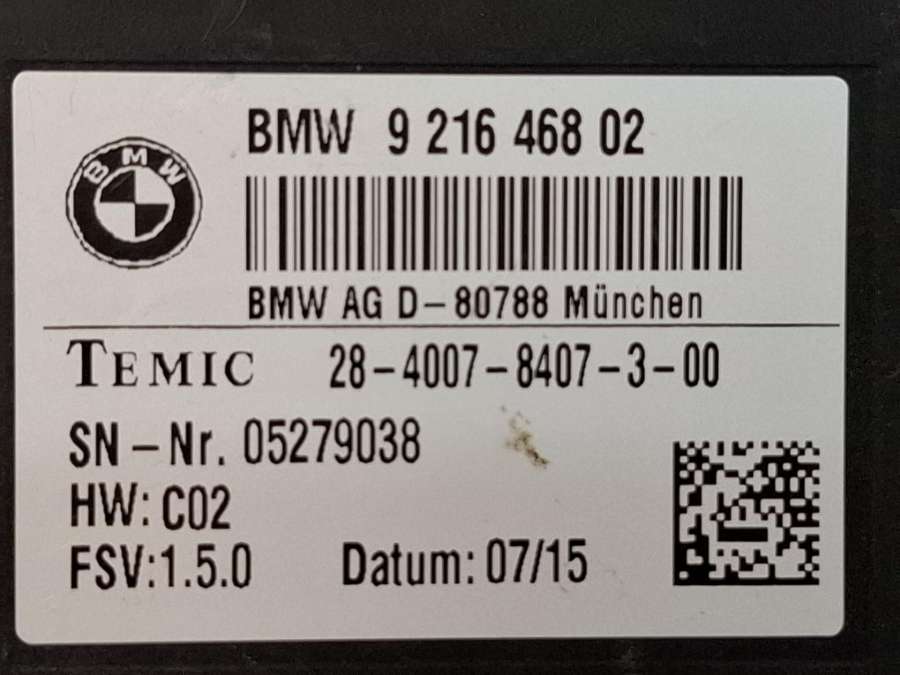 BMW 9 216 468 02
BMW
BMW AG D-80788 München
TEMIC 28-4007-8407-3-00
SN-Nr. 05279038
HW: C02
FSV:1.5.0 Datum: 07/15